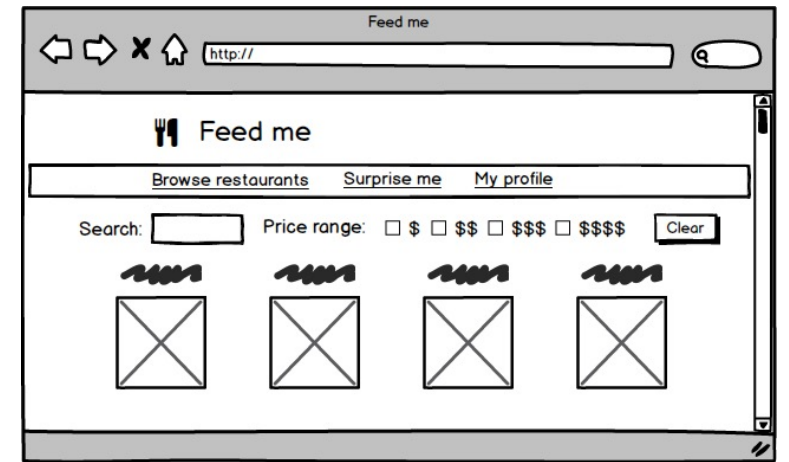 Feed me
http://
Feed me
Browse restaurants Surprise me My profile
Search: Price range: $ $$ $$$ $$$$ Clear